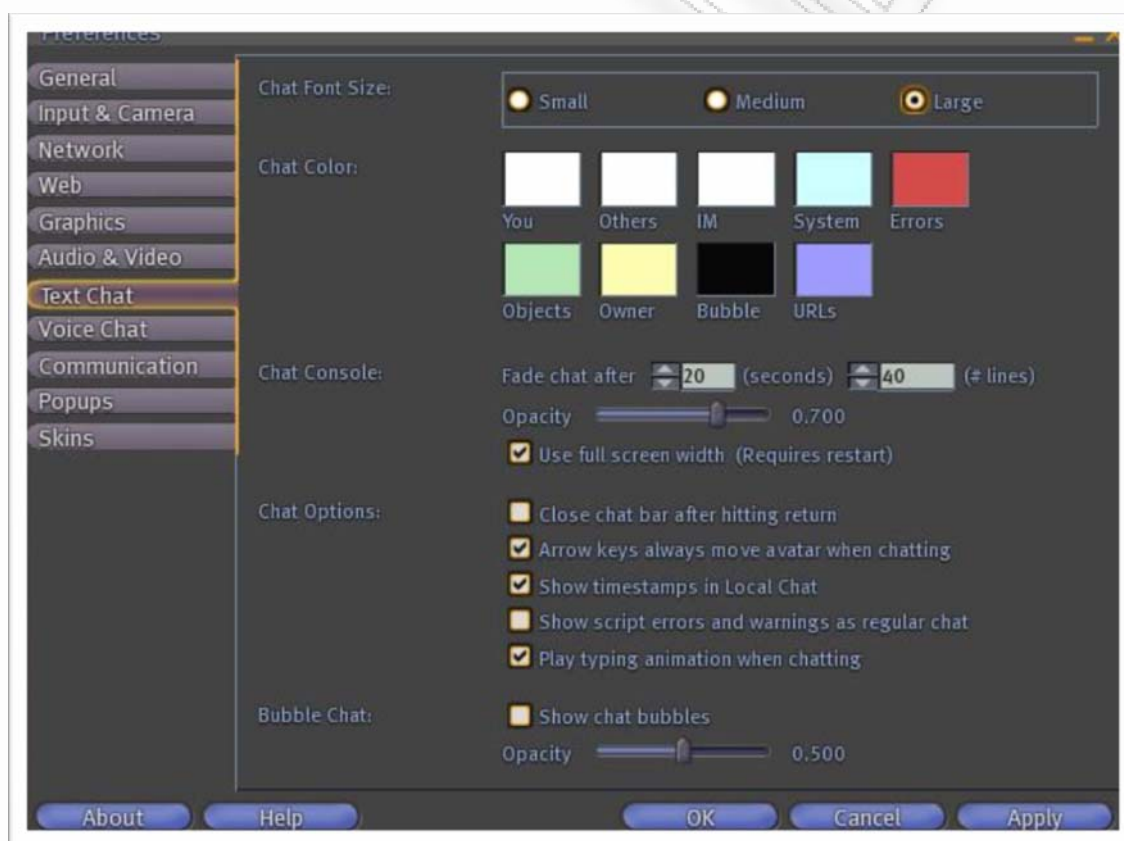 Preferences
General
Input & Camera
Network
Web
Graphics
Audio & Video
Text Chat
Voice Chat
Communication
Popups
Skins
Chat Font Size:
Small Medium Large
Chat Color:
You Others IM System Errors
Objects Owner Bubble URLs
Chat Console:
Fade chat after 20 (seconds) 40 (# lines)
Opacity 0.700
Use full screen width (Requires restart)
Chat Options:
Close chat bar after hitting return
Arrow keys always move avatar when chatting
Show timestamps in Local Chat
Show script errors and warnings as regular chat
Play typing animation when chatting
Bubble Chat:
Show chat bubbles
Opacity 0.500
About Help OK Cancel Apply